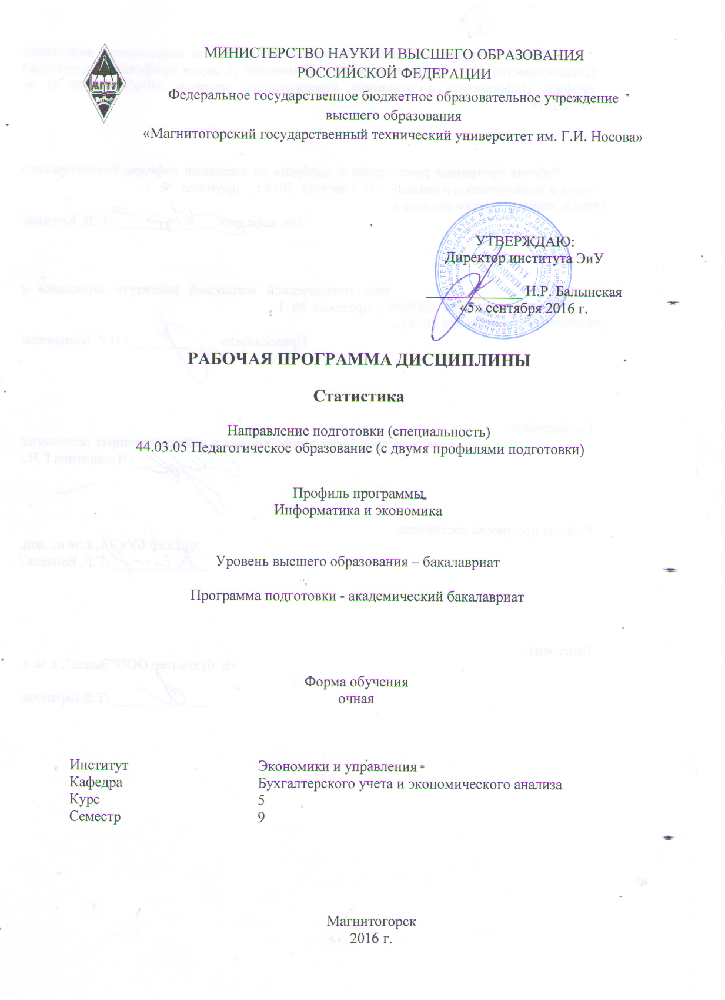 МИНИСТЕРСТВО НАУКИ И ВЫСШЕГО ОБРАЗОВАНИЯ
РОССИЙСКОЙ ФЕДЕРАЦИИ
Федеральное государственное бюджетное образовательное учреждение
высшего образования
«Магнитогорский государственный технический университет им. Г.И. Носова»
МГТУ
УТВЕРЖДАЮ:
Директор института ЭиУ
Н.Р. Балынская
«5» сентября 2016 г.
РАБОЧАЯ ПРОГРАММА ДИСЦИПЛИНЫ
Статистика
Направление подготовки (специальность)
44.03.05 Педагогическое образование (с двумя профилями подготовки)
Профиль программы
Информатика и экономика
Уровень высшего образования – бакалавриат
Программа подготовки - академический бакалавриат
Форма обучения
очная
Институт Экономики и управления
Кафедра Бухгалтерского учета и экономического анализа
Курс 5
Семестр 9
Магнитогорск
2016 г.